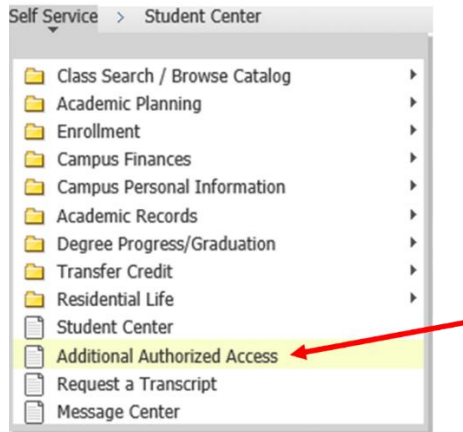 Self Service > Student Center
Class Search / Browse Catalog
Academic Planning
Enrollment
Campus Finances
Campus Personal Information
Academic Records
Degree Progress/Graduation
Transfer Credit
Residential Life
Student Center
Additional Authorized Access
Request a Transcript
Message Center